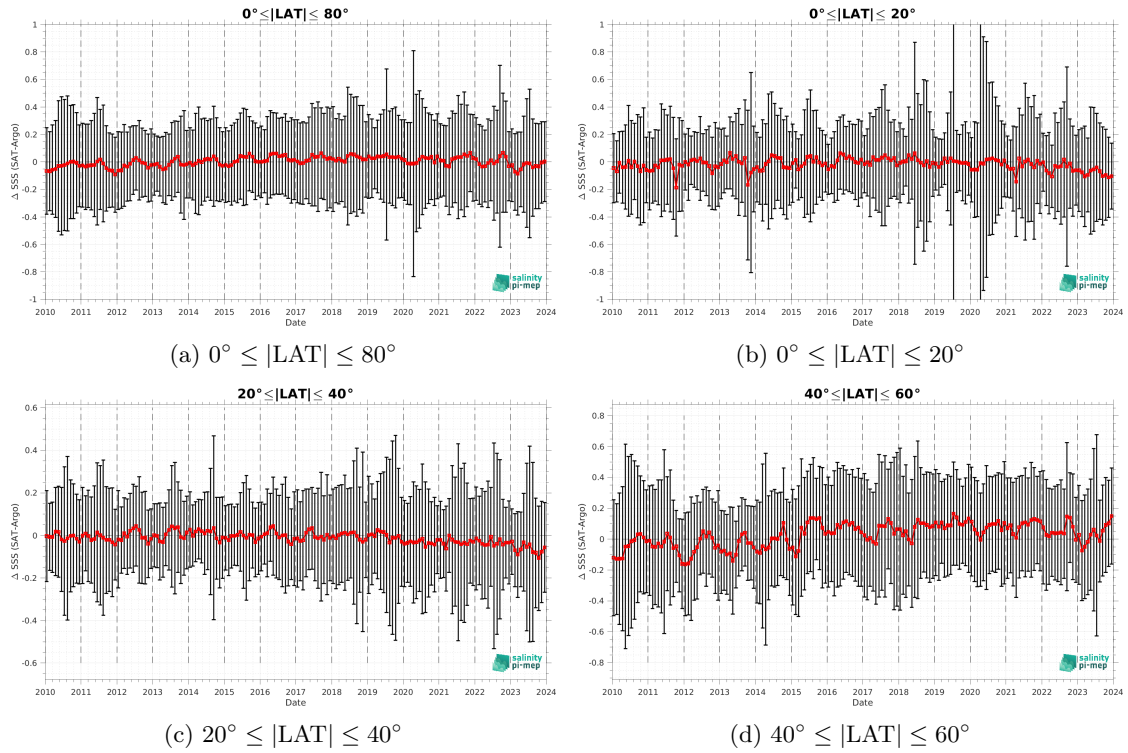 0°≤|LAT|≤ 80°
1
0.8
0.6
0.4
0.2
0
-0.2
-0.4
-0.6
-0.8
-1
Δ SSS (SAT-Argo)
2010 2011 2012 2013 2014 2015 2016 2017 2018 2019 2020 2021 2022 2023 2024
Date
salinity
pi-mep
(a) 0° ≤ |LAT| ≤ 80°
0°≤|LAT|≤ 20°
1
0.8
0.6
0.4
0.2
0
-0.2
-0.4
-0.6
-0.8
-1
Δ SSS (SAT-Argo)
2010 2011 2012 2013 2014 2015 2016 2017 2018 2019 2020 2021 2022 2023 2024
Date
salinity
pi-mep
(b) 0° ≤ |LAT| ≤ 20°
20°≤|LAT|≤ 40°
0.6
0.4
0.2
0
-0.2
-0.4
-0.6
Δ SSS (SAT-Argo)
2010 2011 2012 2013 2014 2015 2016 2017 2018 2019 2020 2021 2022 2023 2024
Date
salinity
pi-mep
(c) 20° ≤ |LAT| ≤ 40°
40°≤|LAT|≤ 60°
0.8
0.6
0.4
0.2
0
-0.2
-0.4
-0.6
-0.8
Δ SSS (SAT-Argo)
2010 2011 2012 2013 2014 2015 2016 2017 2018 2019 2020 2021 2022 2023 2024
Date
salinity
pi-mep
(d) 40° ≤ |LAT| ≤ 60°